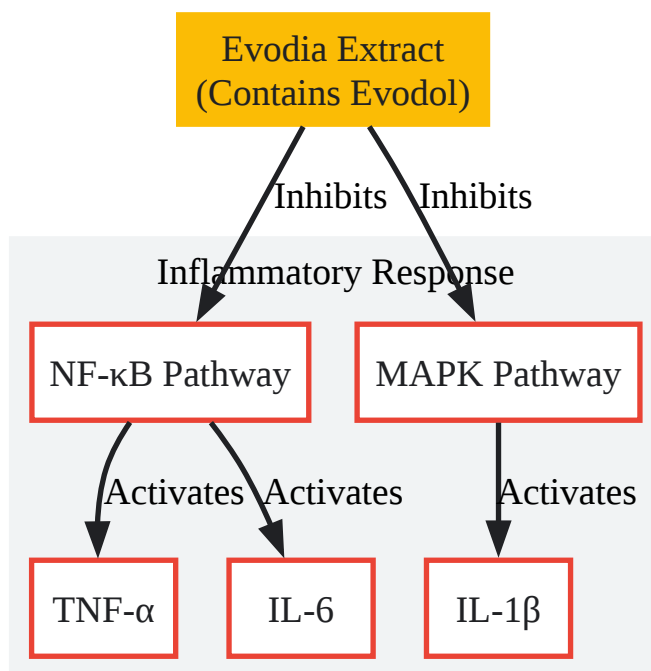 Evodia Extract
(Contains Evodol)
Inhibits
Inhibits
Inflammatory Response
NF-κB Pathway
MAPK Pathway
Activates
Activates
Activates
TNF-α
IL-6
IL-1β